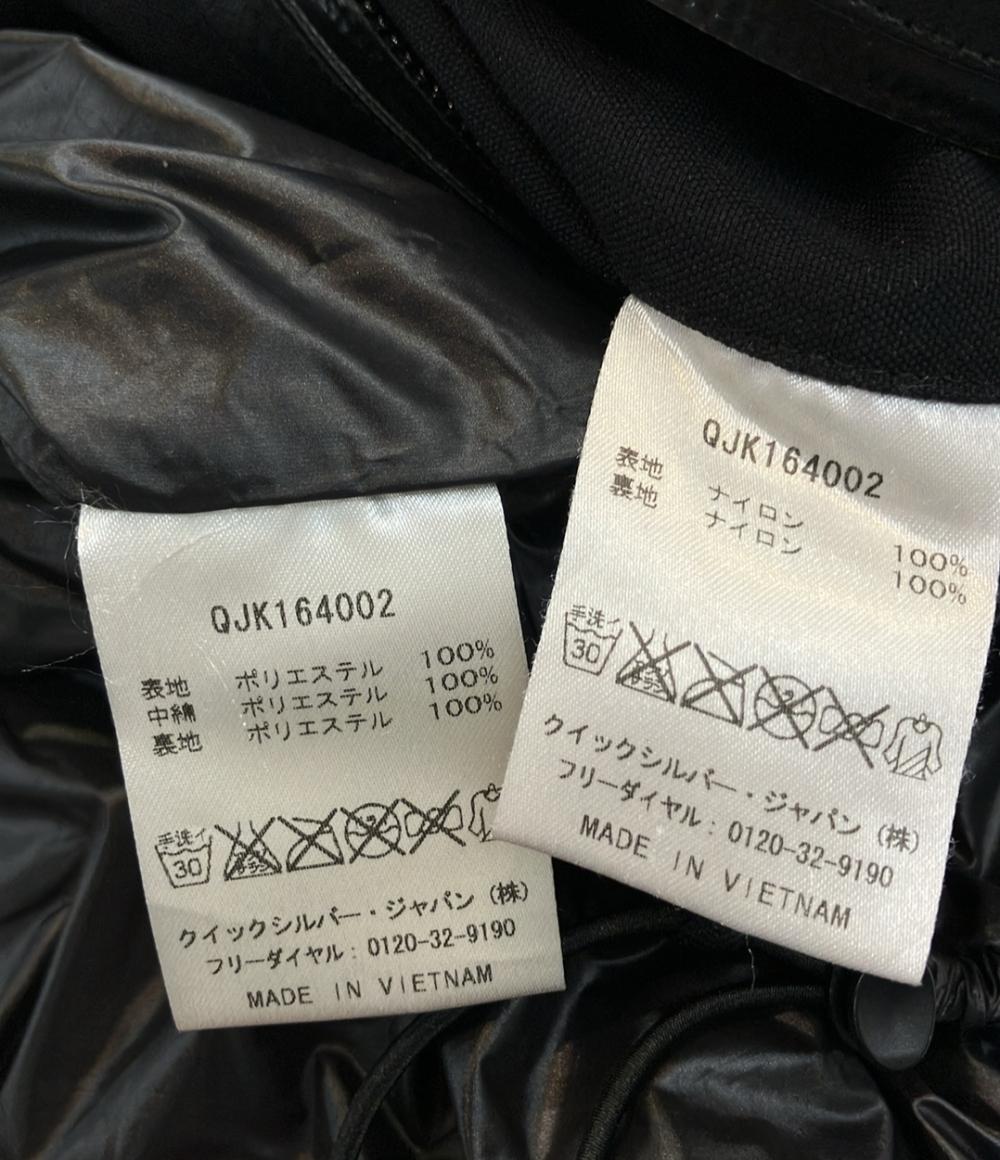 QJK164002
表地 ポリエステル 100%
中綿 ポリエステル 100%
裏地 ポリエステル 100%
手洗イ
30
クイックシルバー・ジャパン（株）
フリーダイヤル：0120-32-9190
MADE IN VIETNAM
QJK164002
表地 ナイロン 100%
裏地 ナイロン 100%
手洗イ
30
クイックシルバー・ジャパン（株）
フリーダイヤル：0120-32-9190
MADE IN VIETNAM